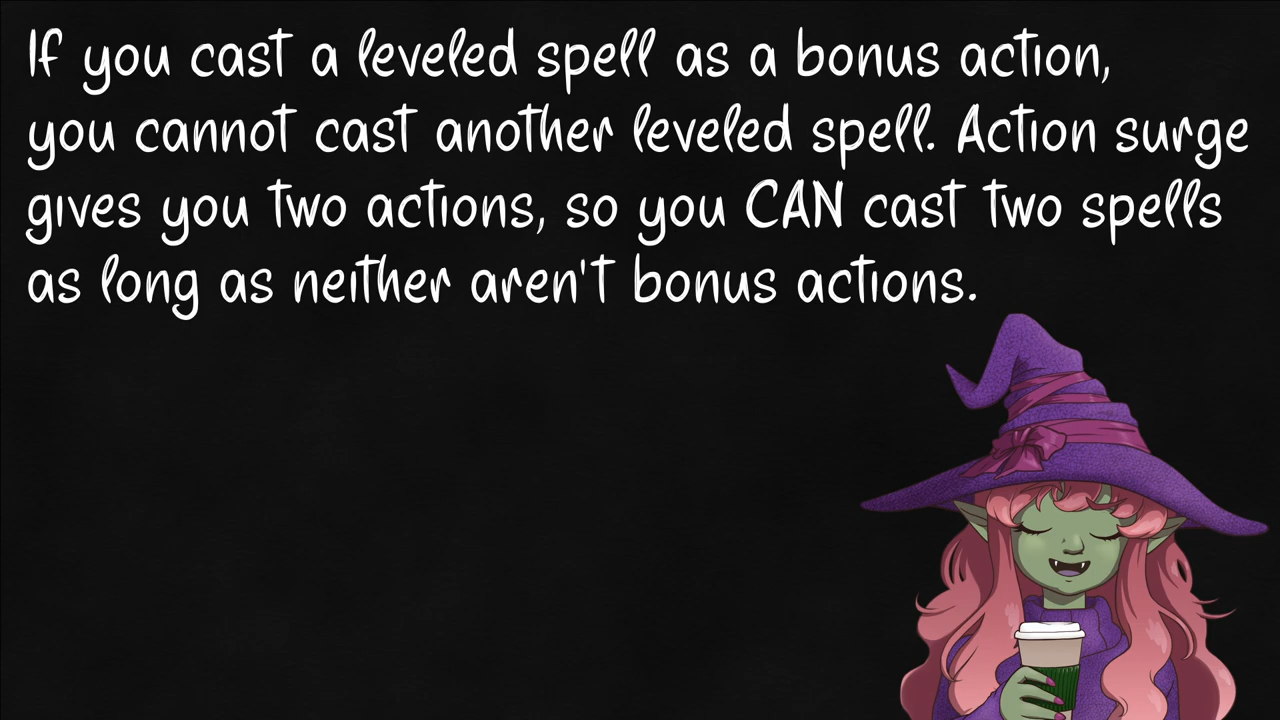 If you cast a leveled spell as a bonus action,
you cannot cast another leveled spell. Action surge
gives you two actions, so you CAN cast two spells
as long as neither aren't bonus actions.